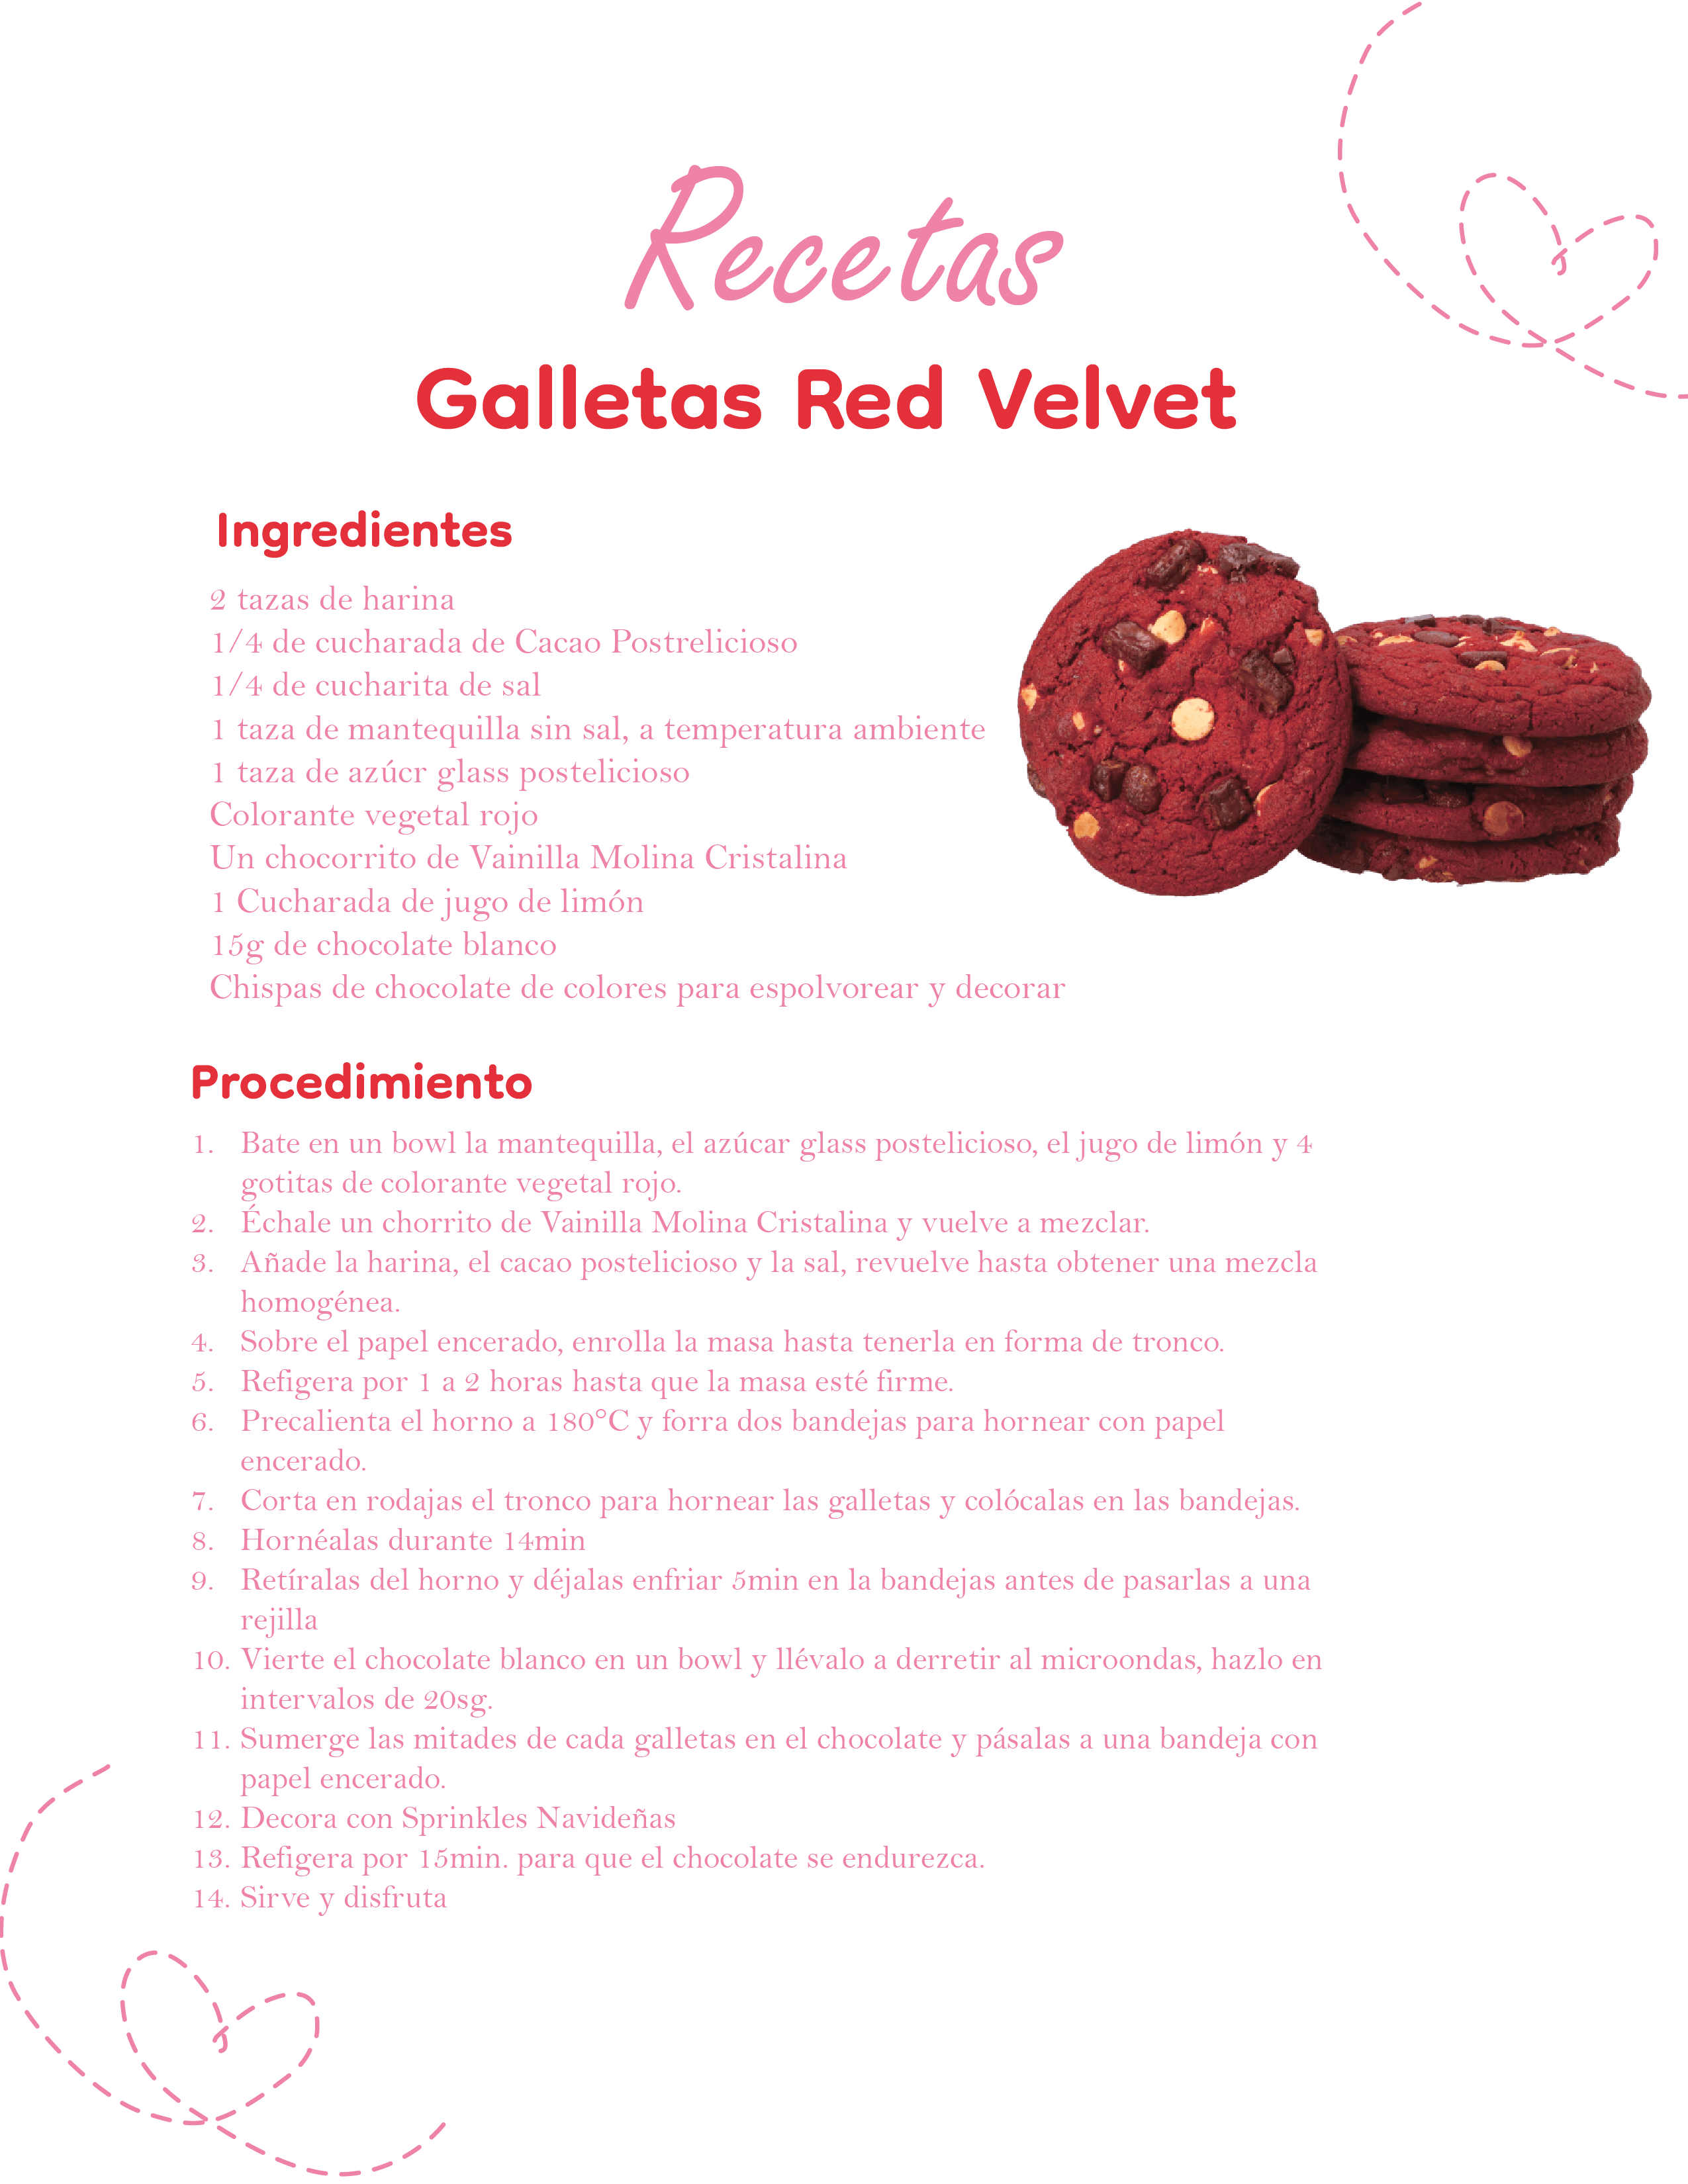 Recetas
Galletas Red Velvet
Ingredientes
2 tazas de harina
1/4 de cucharada de Cacao Postrelicioso
1/4 de cucharita de sal
1 taza de mantequilla sin sal, a temperatura ambiente
1 taza de azúcr glass postelicioso
Colorante vegetal rojo
Un chocorrito de Vainilla Molina Cristalina
1 Cucharada de jugo de limón
15g de chocolate blanco
Chispas de chocolate de colores para espolvorear y decorar
Procedimiento
1. Bate en un bowl la mantequilla, el azúcar glass postelicioso, el jugo de limón y 4
gotitas de colorante vegetal rojo.
2. Échale un chorrito de Vainilla Molina Cristalina y vuelve a mezclar.
3. Añade la harina, el cacao postelicioso y la sal, revuelve hasta obtener una mezcla
homogénea.
4. Sobre el papel encerado, enrolla la masa hasta tenerla en forma de tronco.
5. Refigera por 1 a 2 horas hasta que la masa esté firme.
6. Precalienta el horno a 180°C y forra dos bandejas para hornear con papel
encerado.
7. Corta en rodajas el tronco para hornear las galletas y colócalas en las bandejas.
8. Hornéalas durante 14min
9. Retíralas del horno y déjalas enfriar 5min en la bandejas antes de pasarlas a una
rejilla
10. Vierte el chocolate blanco en un bowl y llévalo a derretir al microondas, hazlo en
intervalos de 20sg.
11. Sumerge las mitades de cada galletas en el chocolate y pásalas a una bandeja con
papel encerado.
12. Decora con Sprinkles Navideñas
13. Refigera por 15min. para que el chocolate se endurezca.
14. Sirve y disfruta